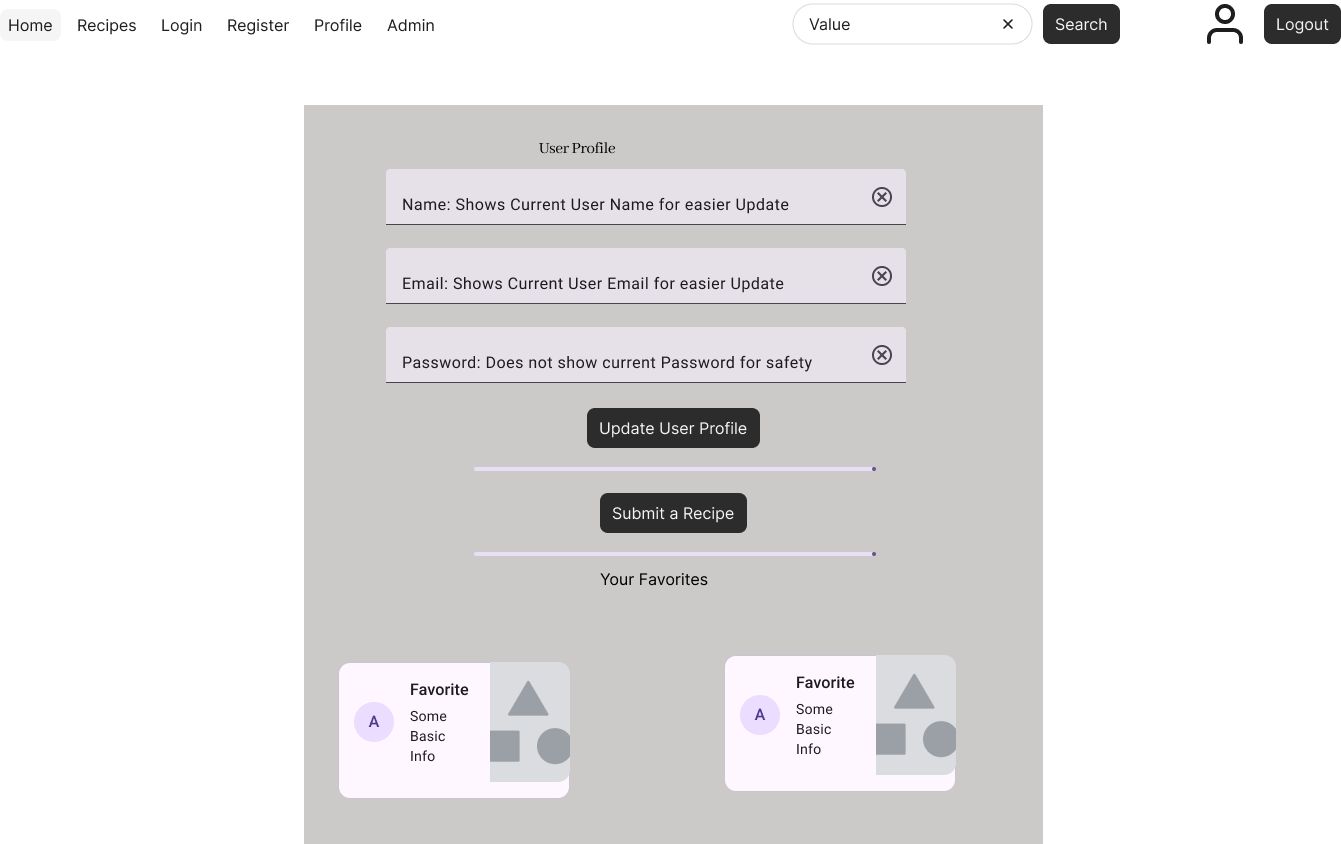 Home Recipes Login Register Profile Admin Value Search Logout
User Profile
Name: Shows Current User Name for easier Update
Email: Shows Current User Email for easier Update
Password: Does not show current Password for safety
Update User Profile
Submit a Recipe
Your Favorites
A
Favorite
Some
Basic
Info
A
Favorite
Some
Basic
Info